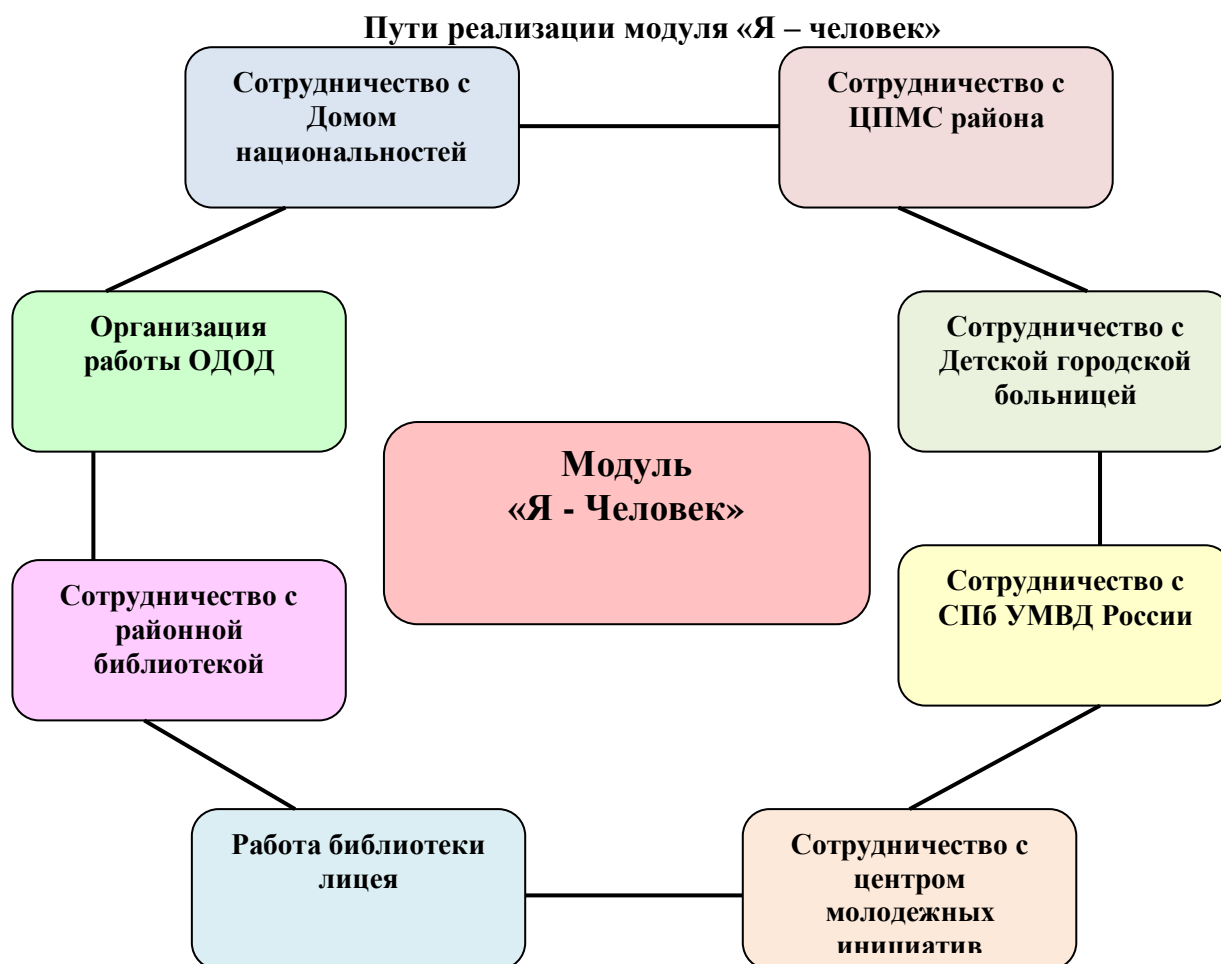 Пути реализации модуля «Я – человек»
Сотрудничество с
Домом
национальностей
Сотрудничество с
ЦПМС района
Организация
работы ОДОД
Сотрудничество с
Детской городской
больницей
Модуль
«Я - Человек»
Сотрудничество с
районной
библиотекой
Сотрудничество с
СПб УМВД России
Работа библиотеки
лицея
Сотрудничество с
центром
молодежных
инициатив